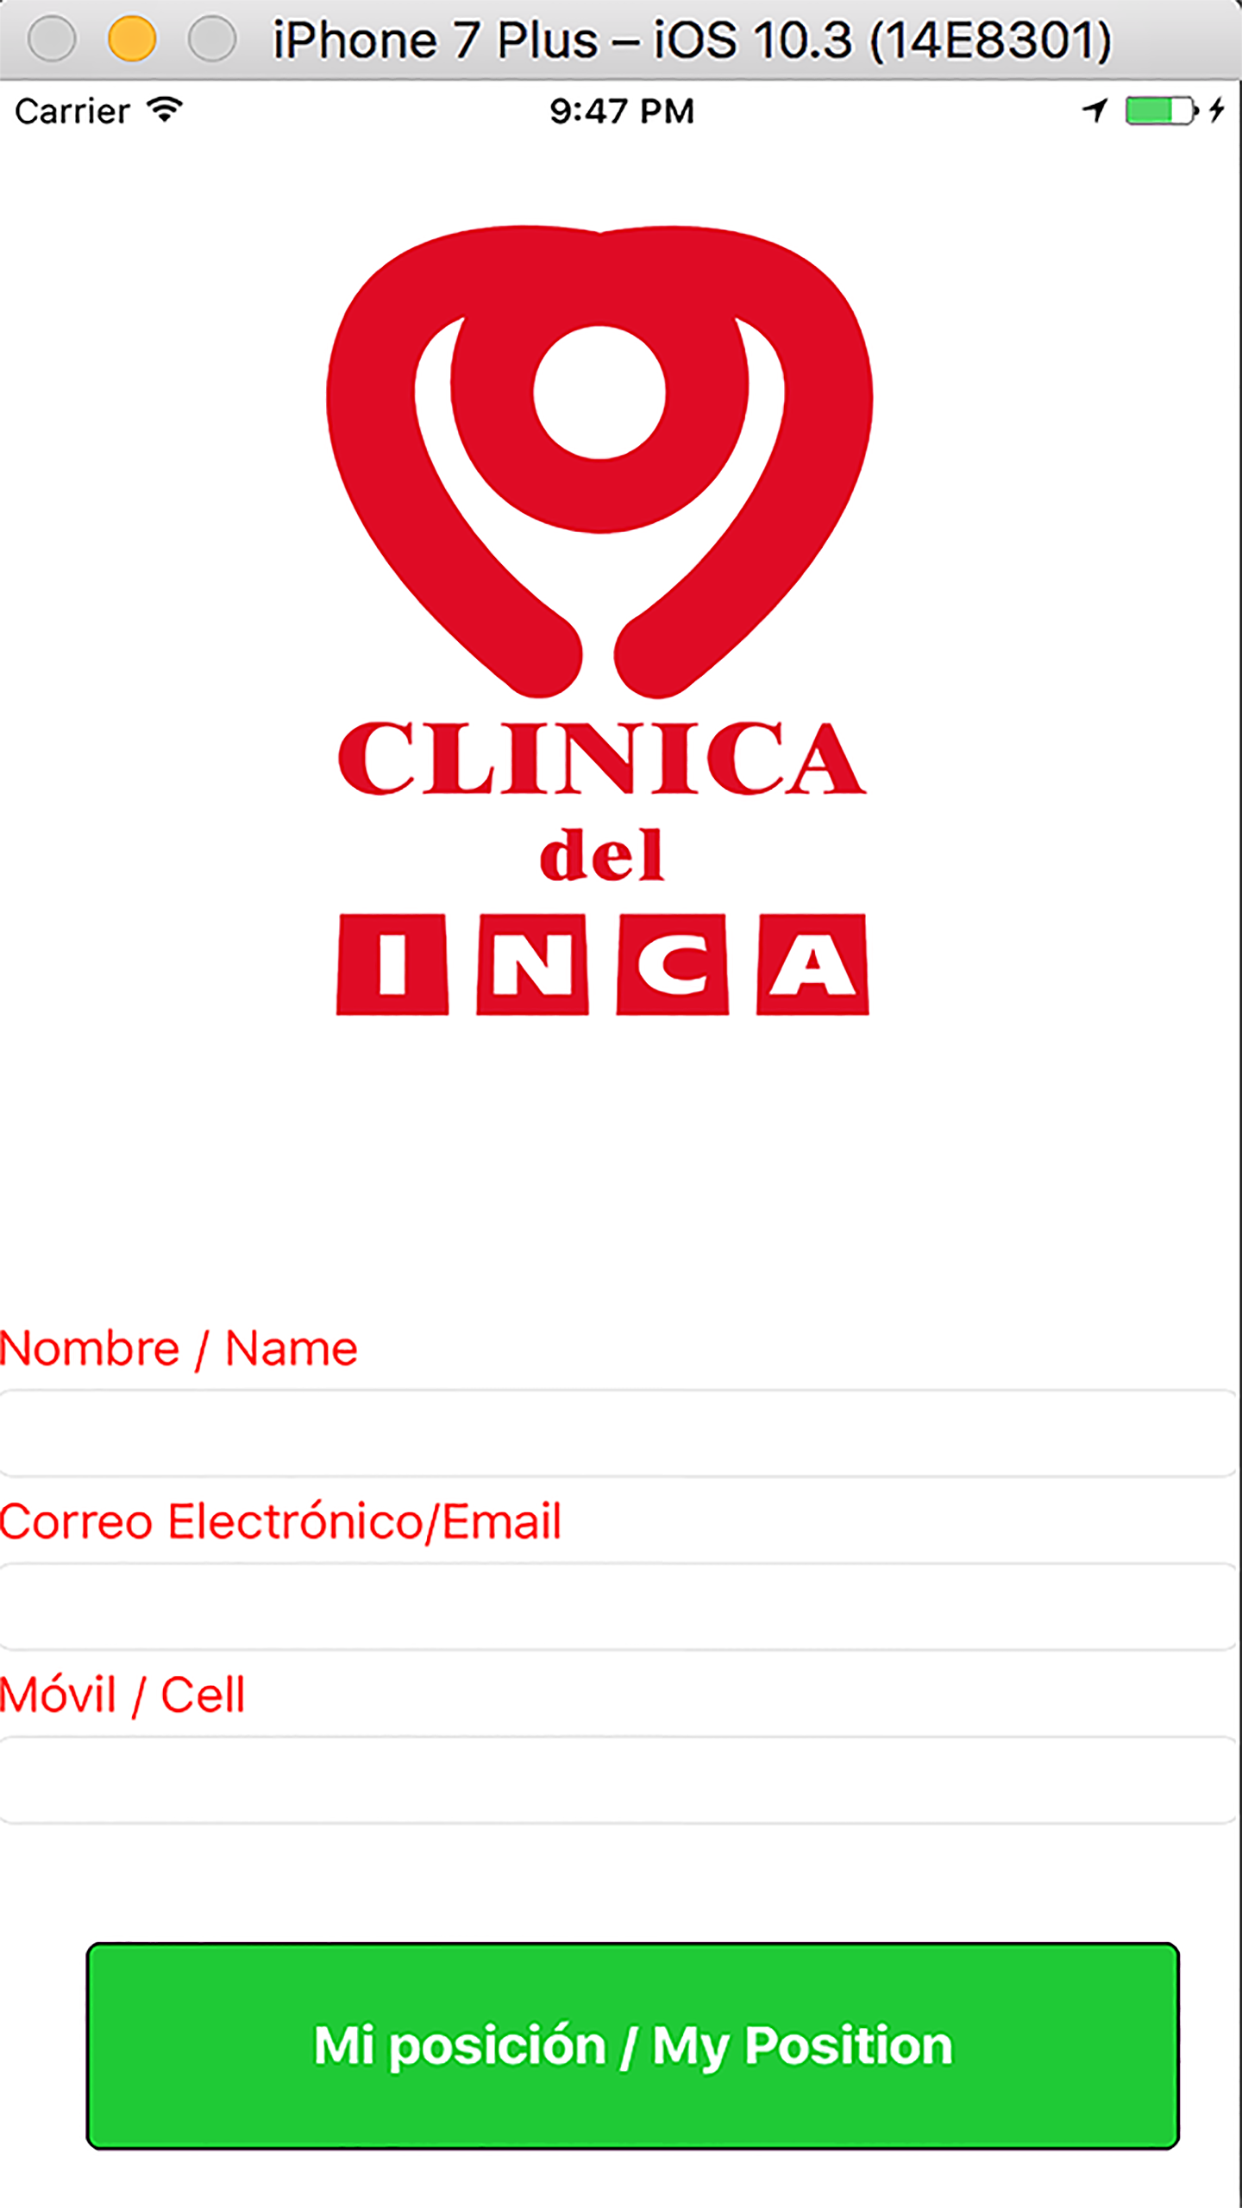 iPhone 7 Plus – iOS 10.3 (14E8301)
Carrier 9:47 PM
CLINICA
del
INCA
Nombre / Name
Correo Electrónico/Email
Móvil / Cell
Mi posición / My Position